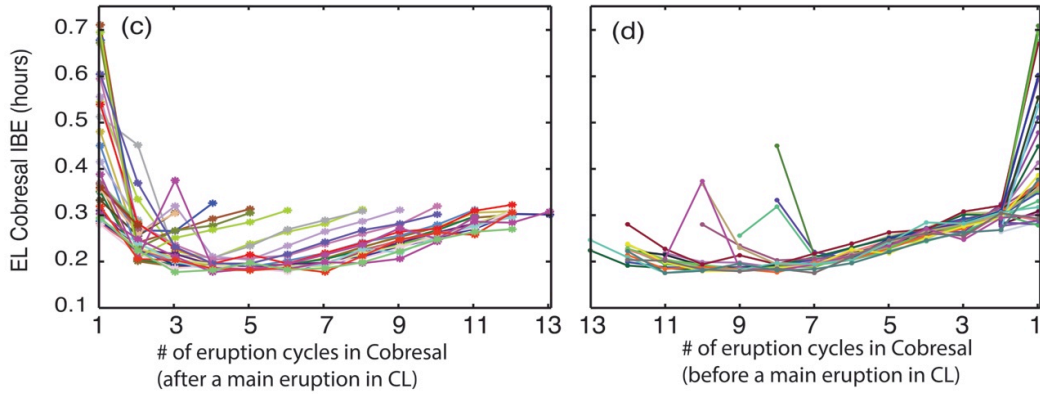 (c)
(d)
EL Cobresal IBE (hours)
0.7
0.6
0.5
0.4
0.3
0.2
0.1
1 3 5 7 9 11 13
13 11 9 7 5 3 1
# of eruption cycles in Cobresal
(after a main eruption in CL)
# of eruption cycles in Cobresal
(before a main eruption in CL)